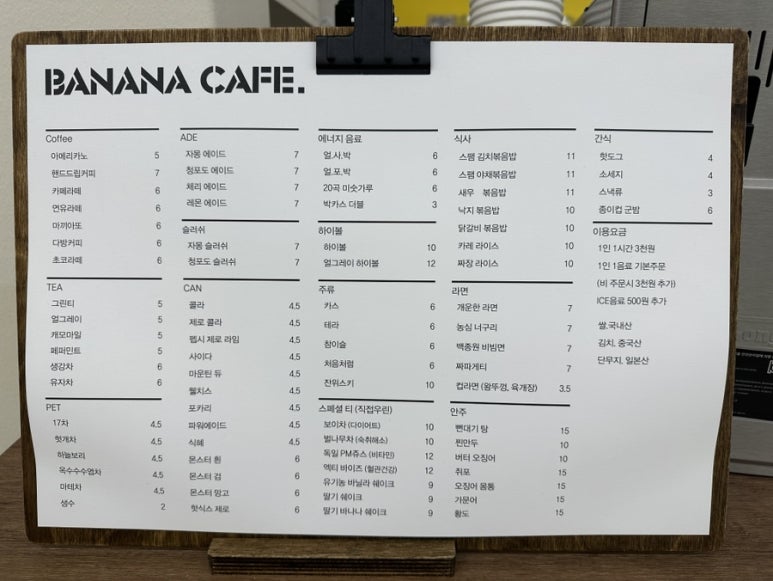 BANANA CAFE.
Coffee
아메리카노 5
핸드드립커피 7
카페라떼 6
연유라떼 6
마끼아또 6
다방커피 6
초코라떼 6
TEA
그린티 5
얼그레이 5
캐모마일 5
페퍼민트 5
생강차 6
유자차 6
PET
17차 4.5
헛개차 4.5
하늘보리 4.5
옥수수수염차 4.5
마테차 4.5
생수 2
ADE
자몽 에이드 7
청포도 에이드 7
체리 에이드 7
레몬 에이드 7
슬러쉬
자몽 슬러쉬 7
청포도 슬러쉬 7
CAN
콜라 4.5
제로 콜라 4.5
펩시 제로 라임 4.5
사이다 4.5
마운틴 듀 4.5
웰치스 4.5
포카리 4.5
파워에이드 4.5
식혜 4.5
몬스터 흰 6
몬스터 검 6
몬스터 망고 6
핫식스 제로 6
에너지 음료
얼.사.박 6
얼.포.박 6
20곡 미숫가루 6
박카스 더블 3
하이볼
하이볼 10
얼그레이 하이볼 12
주류
카스 6
테라 6
참이슬 6
처음처럼 6
잔위스키 10
스페셜 티 (직접우린)
보이차 (다이어트) 10
벌나무차 (숙취해소) 10
독일 PM쥬스 (비타민) 12
엑티 바이즈 (혈관건강) 12
유기농 바닐라 쉐이크 9
딸기 쉐이크 9
딸기 바나나 쉐이크 9
식사
스팸 김치볶음밥 11
스팸 야채볶음밥 11
새우 볶음밥 11
낙지 볶음밥 10
닭갈비 볶음밥 10
카레 라이스 10
짜장 라이스 10
라면
개운한 라면 7
농심 너구리 7
백종원 비빔면 7
짜파게티 7
컵라면 (왕뚜껑, 육개장) 3.5
안주
뻔대기 탕 15
찐만두 10
버터 오징어 10
쥐포 15
오징어 몸통 15
가문어 15
황도 15
간식
핫도그 4
소세지 4
스낵류 3
종이컵 군밤 6
이용요금
1인 1시간 3천원
1인 1음료 기본주문
(비 주문시 3천원 추가)
ICE음료 500원 추가
쌀.국내산
김치, 중국산
단무지, 일본산